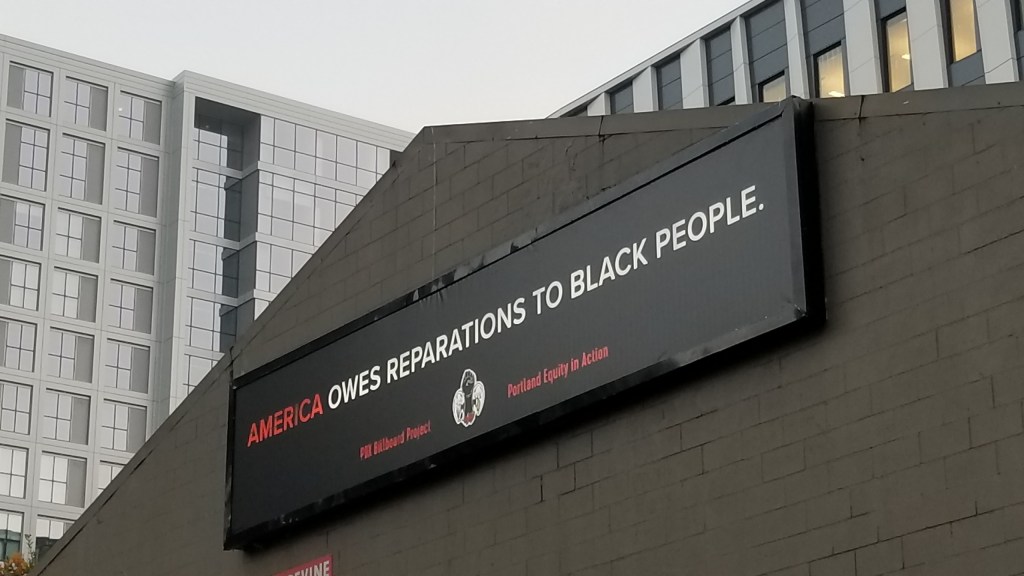 AMERICA OWES REPARATIONS TO BLACK PEOPLE.
PDX Billboard Project
Portland Equity in Action